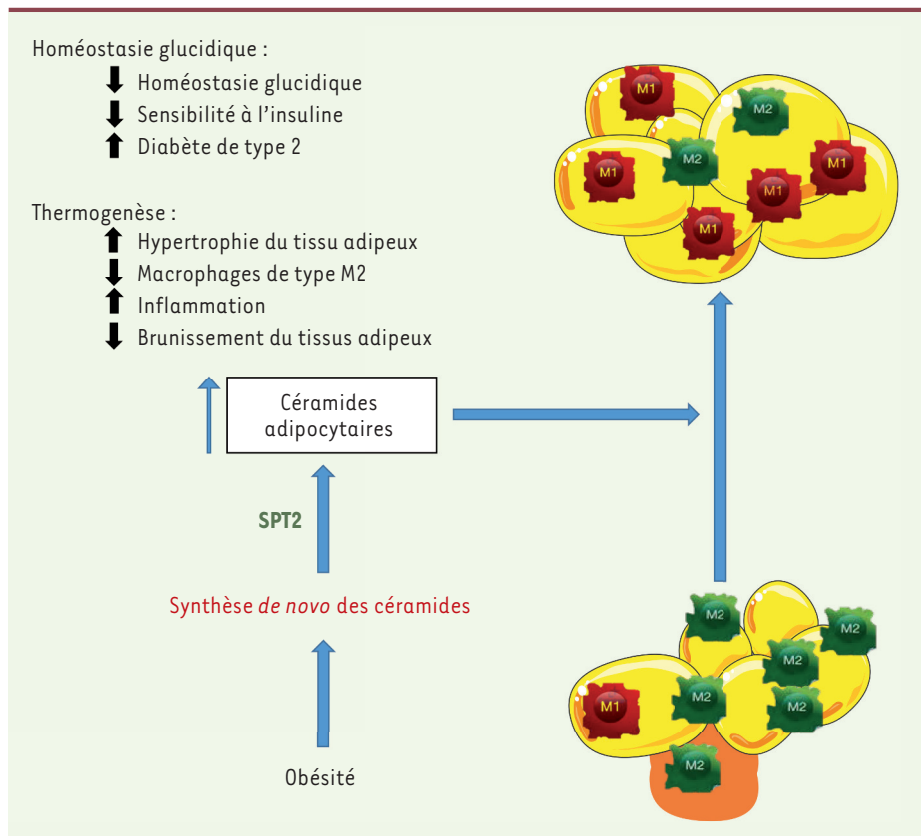 Homéostasie glucidique :
Homéostasie glucidique
Sensibilité à l'insuline
Diabète de type 2
Thermogenèse :
Hypertrophie du tissu adipeux
Macrophages de type M2
Inflammation
Brunissement du tissus adipeux
Céramides
adipocytaires
SPT2
Synthèse de novo des céramides
Obésité
M1
M2
M2
M1
M1
M1
M1
M2
M2
M2
M1
M2
M2
M2